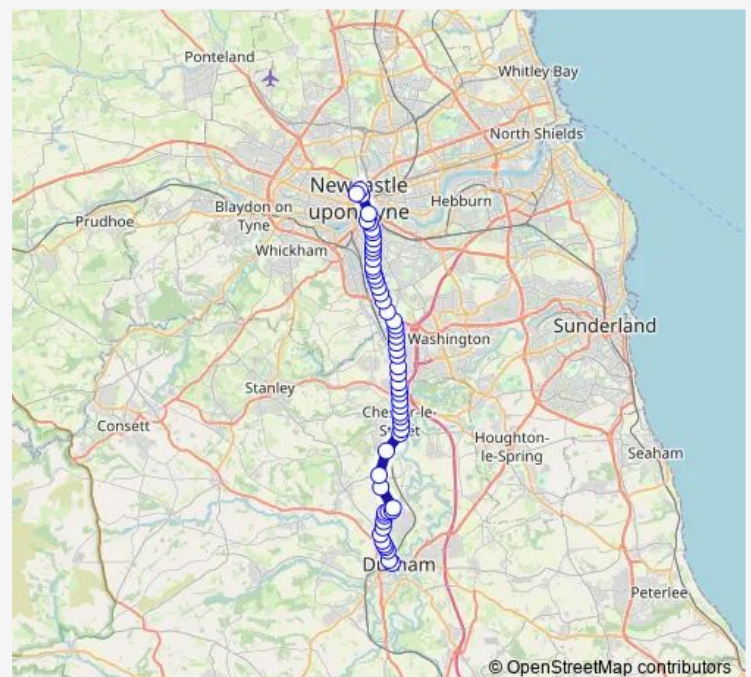 Ponteland
Whitley Bay
North Shields
Newcastle
upon Tyne
Hebburn
Blaydon on
Tyne
Prudhoe
Whickham
Sunderland
Washington
Stanley
Chester-le-
Street
Consett
Houghton-
le-Spring
Seaham
Durham
Peterlee
© OpenStreetMap contributors